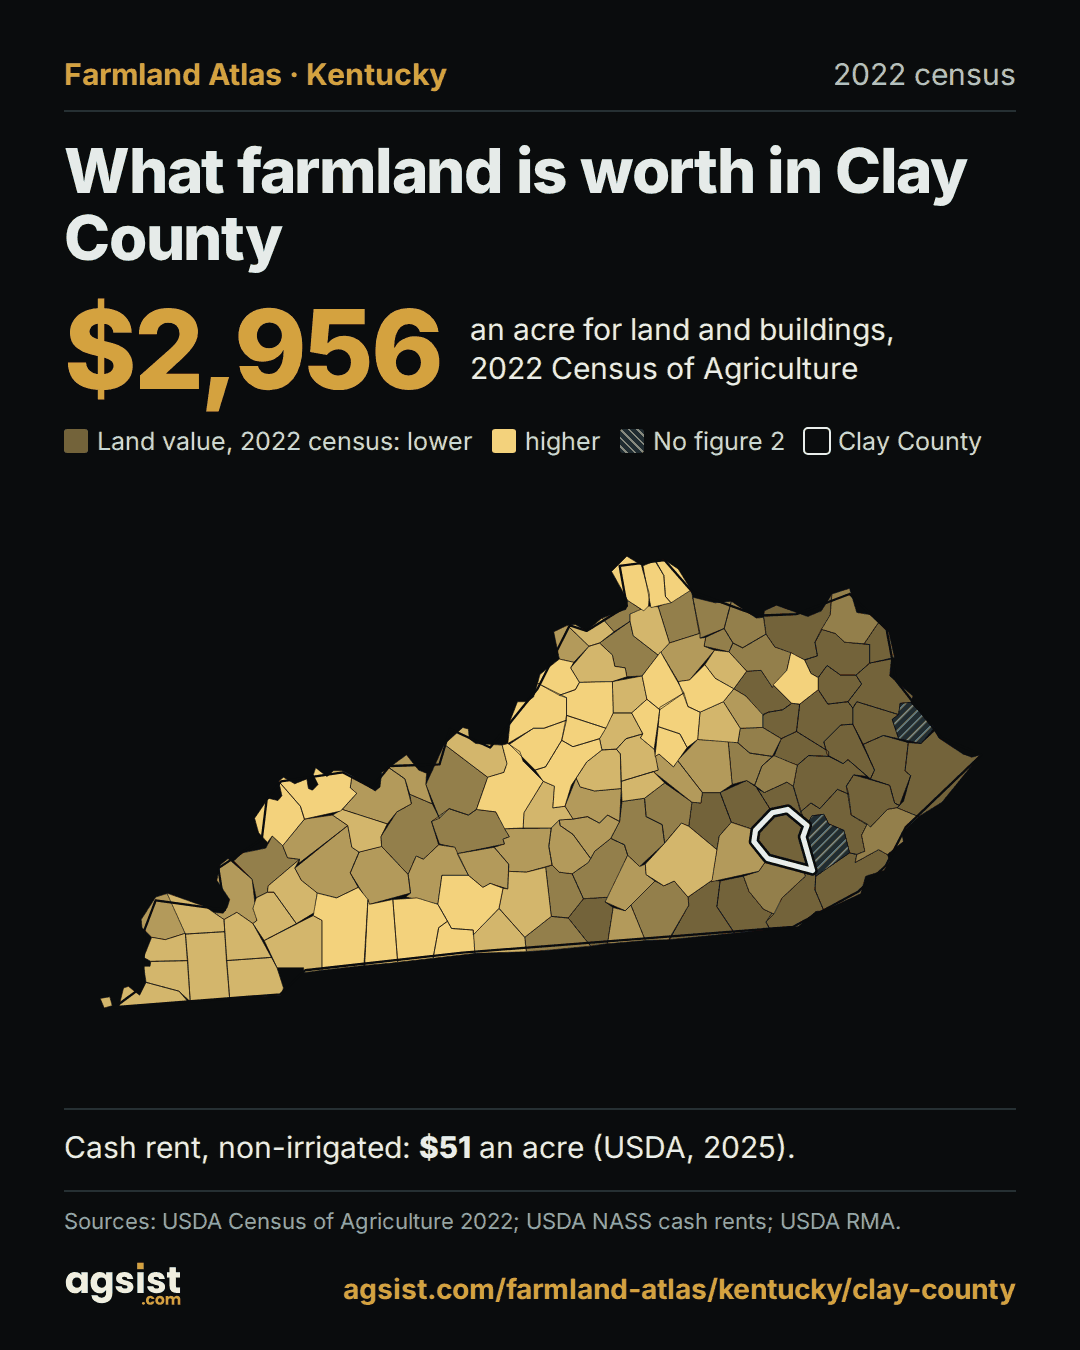 Farmland Atlas · Kentucky
2022 census
What farmland is worth in Clay
County
$2,956
an acre for land and buildings,
2022 Census of Agriculture
Land value, 2022 census: lower
higher
No figure 2
Clay County
Cash rent, non-irrigated: $51 an acre (USDA, 2025).
Sources: USDA Census of Agriculture 2022; USDA NASS cash rents; USDA RMA.
agsist
.com
agsist.com/farmland-atlas/kentucky/clay-county